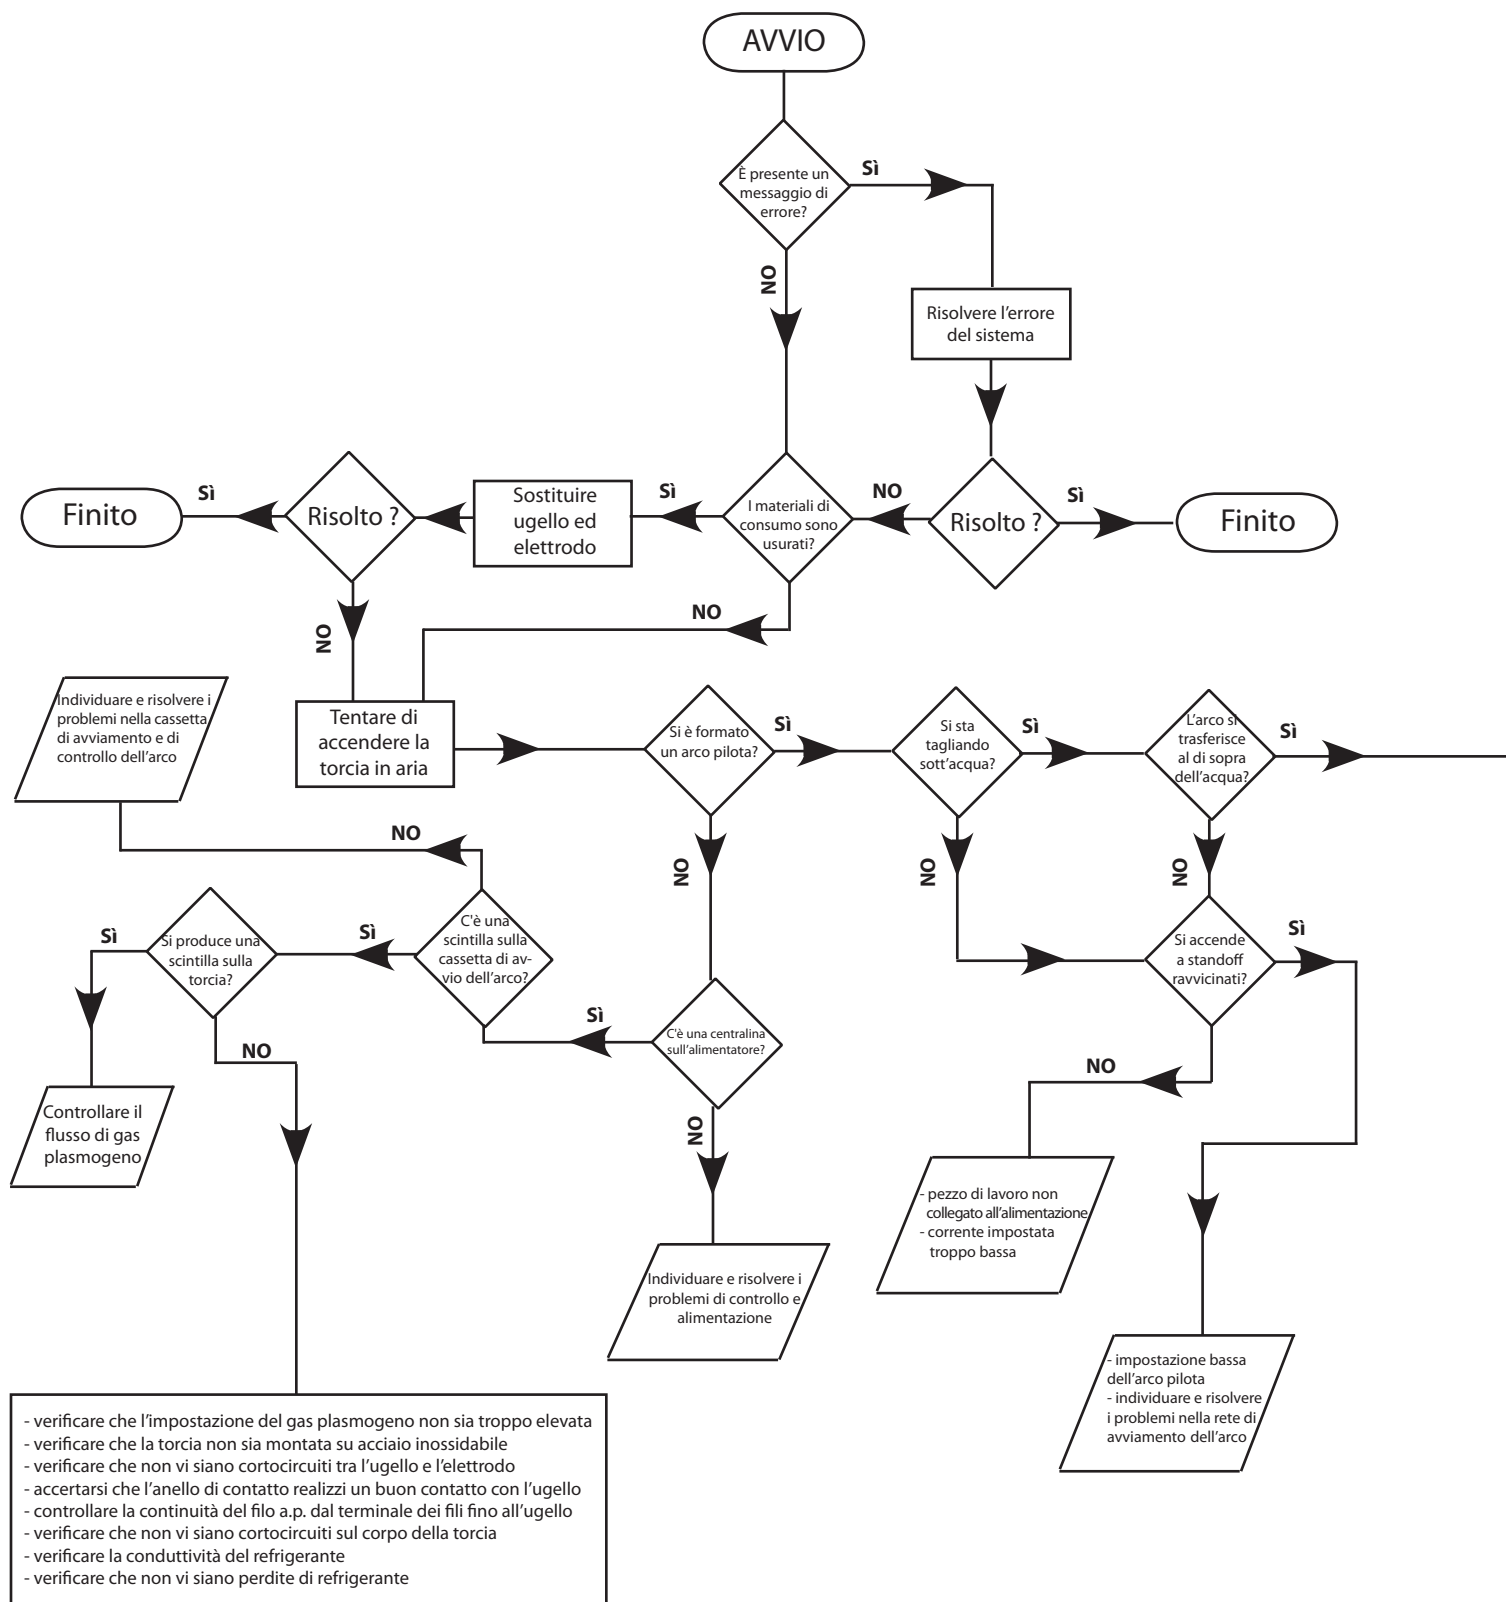 AVVIO
È presente un
messaggio di
errore?
Sì
NO
Risolvere l'errore
del sistema
Finito
Sì
Risolto ?
Sostituire
ugello ed
elettrodo
Sì
I materiali di
consumo sono
usurati?
NO
Risolto ?
Sì
Finito
NO
NO
Individuare e risolvere i
problemi nella cassetta
di avviamento e di
controllo dell'arco
Tentare di
accendere la
torcia in aria
Si è formato
un arco pilota?
Sì
Si sta
tagliando
sott'acqua?
Sì
L'arco si
trasferisce
al di sopra
dell'acqua?
Sì
NO
NO
NO
NO
Sì
Si produce una
scintilla sulla
torcia?
Sì
C'è una
scintilla sulla
cassetta di av-
vio dell'arco?
Si accende
a standoff
ravvicinati?
Sì
Sì
C'è una centralina
sull'alimentatore?
NO
NO
NO
Controllare il
flusso di gas
plasmogeno
- pezzo di lavoro non
collegato all'alimentazione
- corrente impostata
troppo bassa
Individuare e risolvere i
problemi di controllo e
alimentazione
- impostazione bassa
dell'arco pilota
- individuare e risolvere
i problemi nella rete di
avviamento dell'arco
- verificare che l'impostazione del gas plasmogeno non sia troppo elevata
- verificare che la torcia non sia montata su acciaio inossidabile
- verificare che non vi siano cortocircuiti tra l'ugello e l'elettrodo
- accertarsi che l'anello di contatto realizzi un buon contatto con l'ugello
- controllare la continuità del filo a.p. dal terminale dei fili fino all'ugello
- verificare che non vi siano cortocircuiti sul corpo della torcia
- verificare la conduttività del refrigerante
- verificare che non vi siano perdite di refrigerante